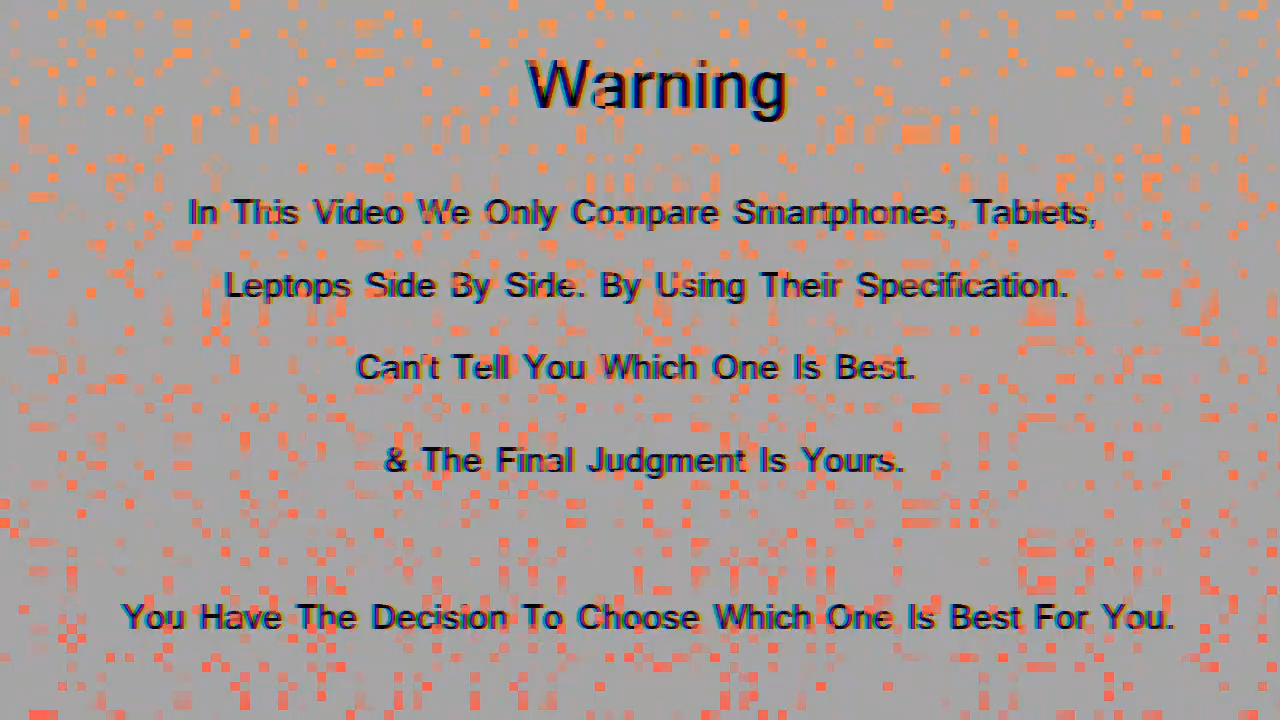 Warning
In This Video We Only Compare Smartphones, Tablets,
Leptops Side By Side. By Using Their Specification.
Can't Tell You Which One Is Best.
& The Final Judgment Is Yours.
You Have The Decision To Choose Which One Is Best For You.